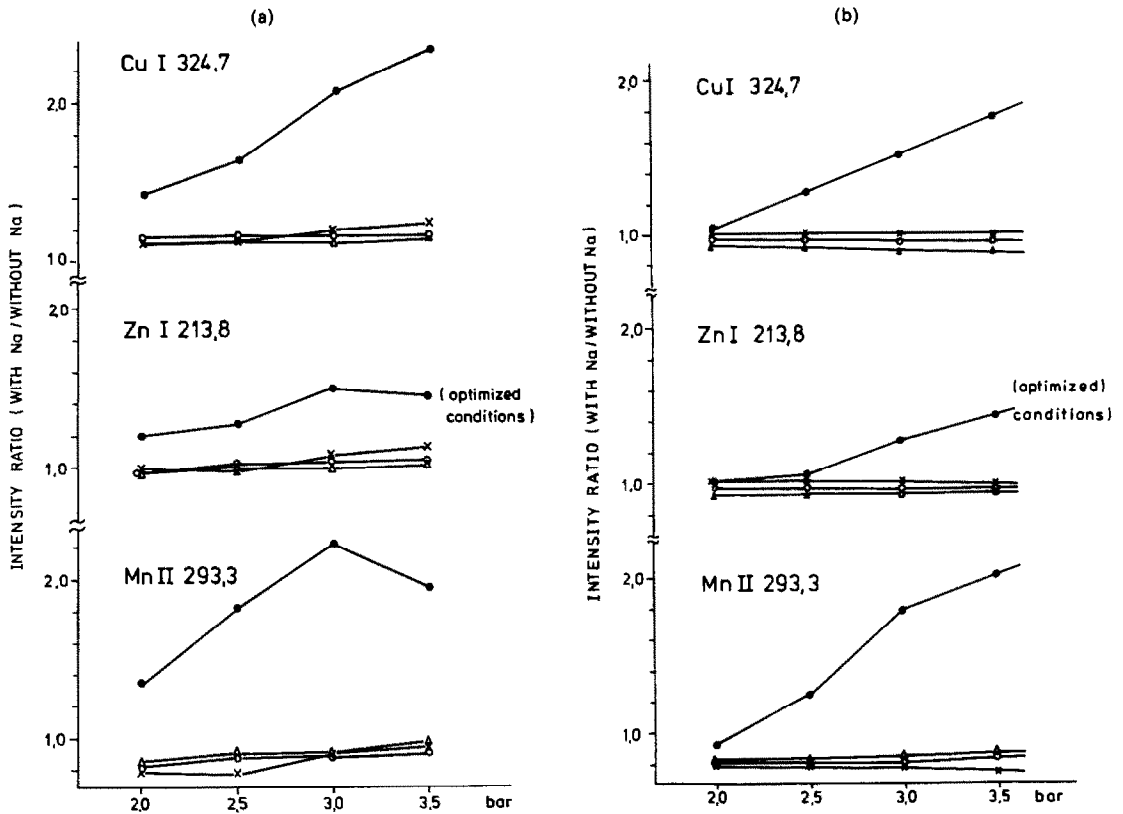 (a)
INTENSITY RATIO (WITH Na/WITHOUT Na)
Cu I 324,7
2,0
10
2,0
Zn I 213,8
(optimized
conditions)
1,0
Mn II 293,3
2,0
1,0
2,0 2,5 3,0 3,5 bar
(b)
INTENSITY RATIO (WITH Na/WITHOUT Na)
2,0
CuI 324,7
1,0
2,0
ZnI 213,8
(optimized)
conditions)
1,0
2,0
Mn II 293,3
1,0
2,0 2,5 3,0 3,5 bar